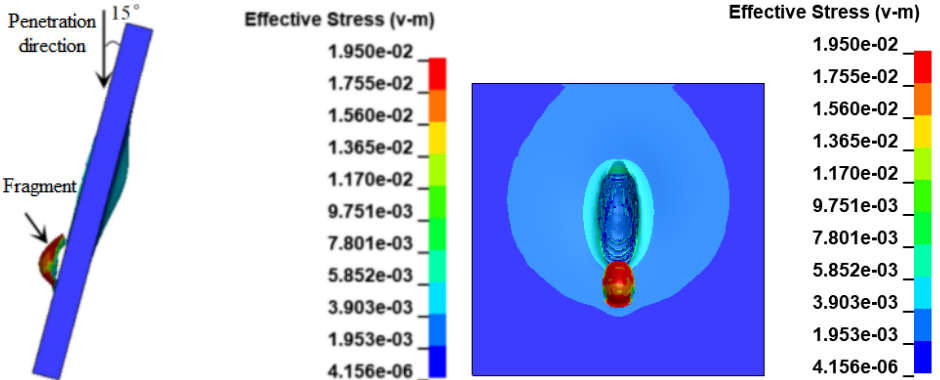 Penetration
direction
15°
Fragment
Effective Stress (v-m)
1.950e-02
1.755e-02
1.560e-02
1.365e-02
1.170e-02
9.751e-03
7.801e-03
5.852e-03
3.903e-03
1.953e-03
4.156e-06
Effective Stress (v-m)
1.950e-02
1.755e-02
1.560e-02
1.365e-02
1.170e-02
9.751e-03
7.801e-03
5.852e-03
3.903e-03
1.953e-03
4.156e-06